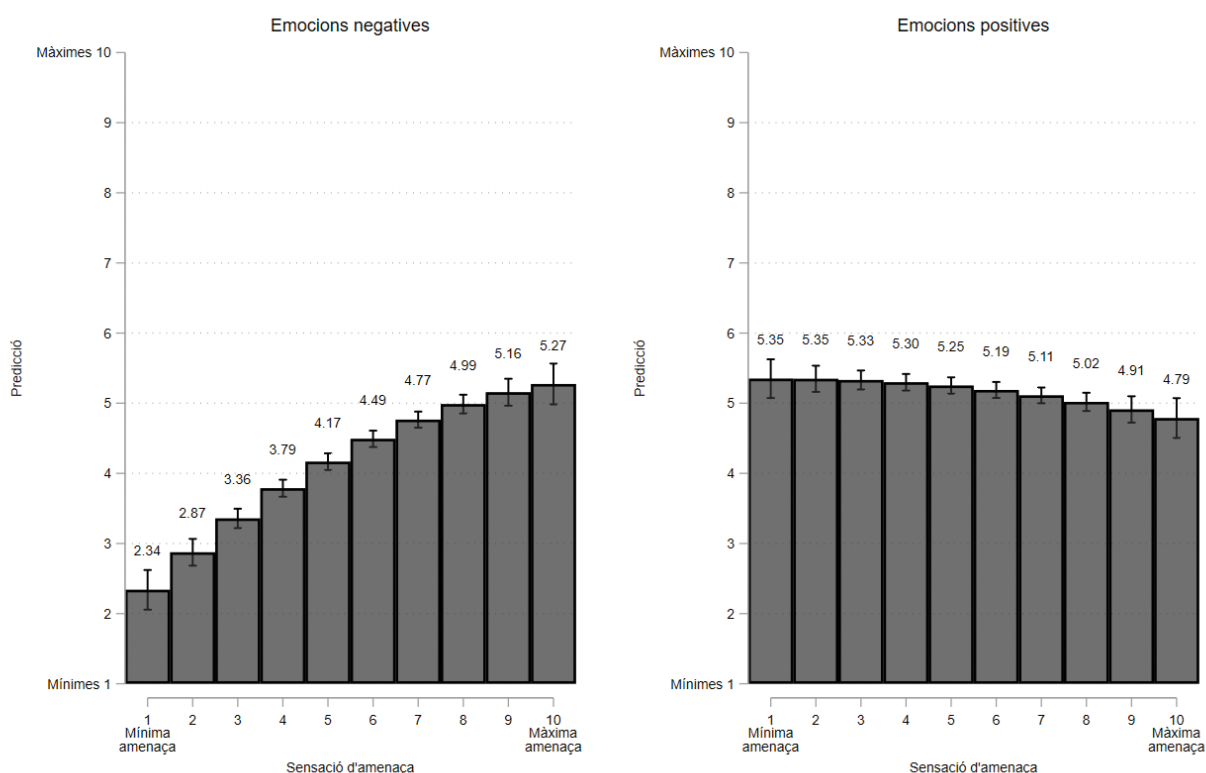 Emocions negatives
Màximes 10
9
8
7
6
5
4
3
2
Mínimes 1
Predicció
2.34
2.87
3.36
3.79
4.17
4.49
4.77
4.99
5.16
5.27
1 2 3 4 5 6 7 8 9 10
Mínima Màxima
amenaça amenaça
Sensació d'amenaca
Emocions positives
Màximes 10
9
8
7
6
5
4
3
2
Mínimes 1
Predicció
5.35
5.35
5.33
5.30
5.25
5.19
5.11
5.02
4.91
4.79
1 2 3 4 5 6 7 8 9 10
Mínima Màxima
amenaça amenaça
Sensació d'amenaca